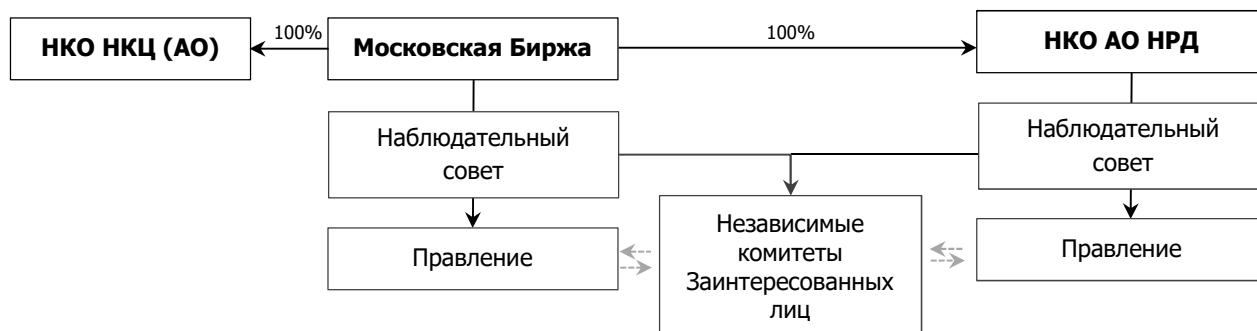 НКО НКЦ (АО)
100%
Московская Биржа
100%
НКО АО НРД
Наблюдательный
совет
Наблюдательный
совет
Правление
Независимые
комитеты
Заинтересованных
лиц
Правление